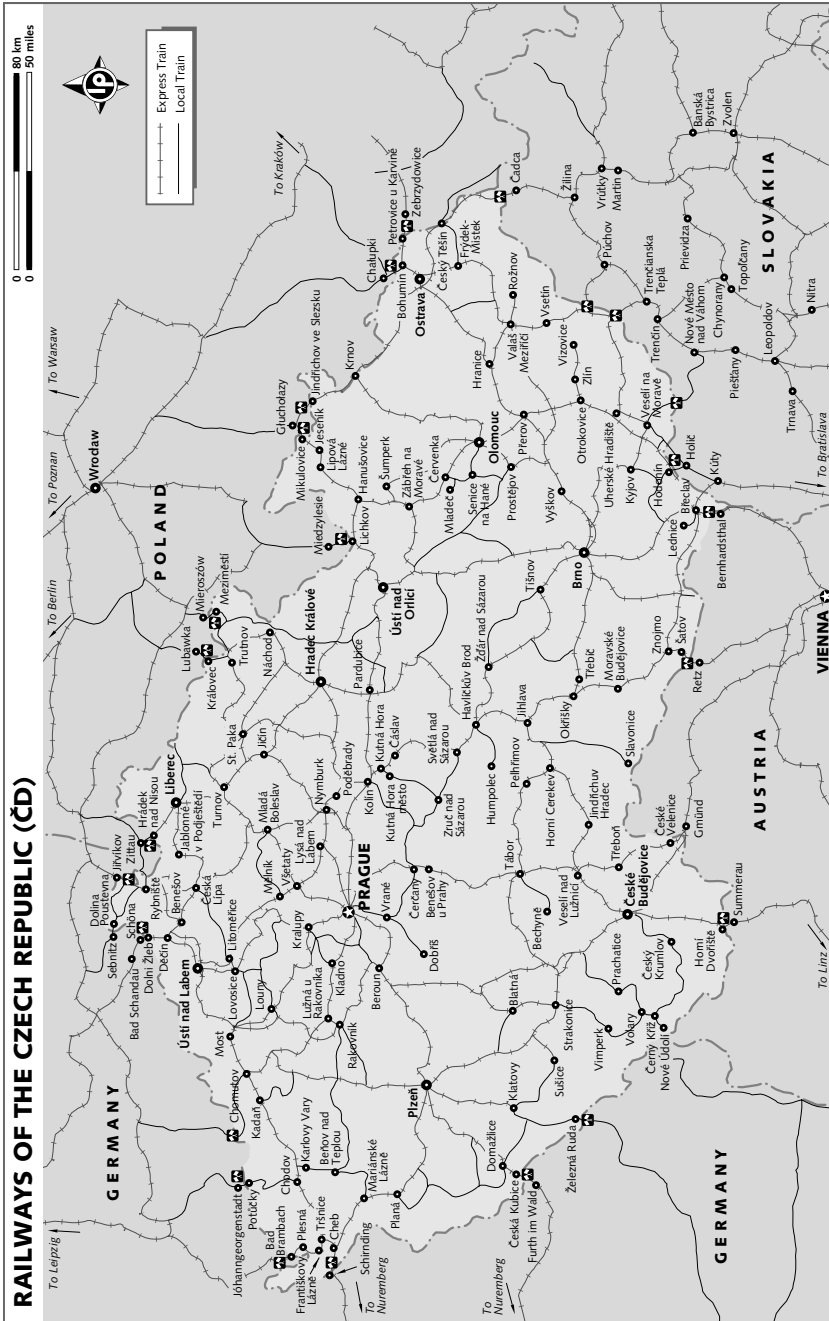 RAILWAYS OF THE CZECH REPUBLIC (ČD)
0
80 km
0
50 miles
lp
Express Train
Local Train
To Leipzig
GERMANY
To Berlin
To Poznan
To Warsaw
POLAND
Wrodaw
To Kraków
Dolina
Poustevna
Jiřvíkov
Zittau
Hrádek
nad Nisou
Sebnitz
Schöna
Bad Schandau
Dolní Žleb
Rybniště
Děčín
Benešov
Jablonné
v Podještědí
Liberec
Česká
Lípa
Turnov
Ústí nad Labem
Litoměřice
Lovosice
Most
Louny
Chomutov
Kadaň
Johanngeorgenstadt
Potůčky
Chodov
Karlovy Vary
Bečov nad
Teplou
Bad
Brambach
Plesná
Františkovy
Lázně
Tršnice
Cheb
Schirnding
To
Nuremberg
Mariánské
Lázně
Planá
Lubawka
Královec
Trutnov
Mieroszów
Meziměstí
Náchod
St. Paka
Jičín
Mladá
Boleslav
Mělník
Všetaty
Lysá nad
Labem
Nymburk
Poděbrady
Kralupy
Kladno
Lužná u
Rakovníka
Rakovník
PRAGUE
Beroun
Vrané
Dobříš
Čerčany
Benešov
u Prahy
Kolín
Kutná Hora
Kutná Hora
město
Čáslav
Zruč nad
Sázavou
Světlá nad
Sázavou
Hradec Králové
Pardubice
Ústí nad
Orlicí
Miedzylesie
Lichkov
Hanušovice
Głuchołazy
Mikulovice
Jindřichov ve Slezsku
Jeseník
Lipová
Lázně
Šumperk
Zábřeh na
Moravě
Krnov
Červenka
Mladeč
Senice
na Hané
Olomouc
Prostějov
Přerov
Vyškov
Hranice
Chałupki
Bohumín
Petrovice u Karviné
Zebrzydowice
Ostrava
Český Těšín
Frýdek-
Místek
Čadca
Rožnov
Valaš
Meziříčí
Vsetín
Vizovice
Zlín
Otrokovice
Uherské Hradiště
Veselí na
Moravě
Kyjov
Hodonín
Holíč
Břeclav
Kúty
Lednice
Bernhardsthal
Brno
Tišnov
Žďár nad Sázavou
Havlíčkův Brod
Humpolec
Pelhřimov
Jihlava
Třebíč
Okříšky
Moravské
Budějovice
Znojmo
Šatov
Retz
Horní Cerekev
Jindřichuv
Hradec
Slavonice
Tábor
Bechyně
Veselí nad
Lužnicí
Třeboň
České
Velenice
Gmünd
České
Budějovice
Plzeň
Blatná
Strakonice
Prachatice
Český
Krumlov
Vimperk
Volary
Černý Kříž
Nové Údolí
Horní
Dvořiště
Summerau
To Linz
Klatovy
Sušice
Domažlice
Železná Ruda
Česká Kubice
Furth im Wald
To
Nuremberg
GERMANY
AUSTRIA
VIENNA
SLOVAKIA
Žilina
Vrútky
Martin
Púchov
Prievidza
Banská
Bystrica
Zvolen
Trenčianska
Teplá
Trenčín
Nové Město
nad Váhom
Chynorany
Topoľčany
Piešťany
Leopoldov
Nitra
Trnava
To Bratislava